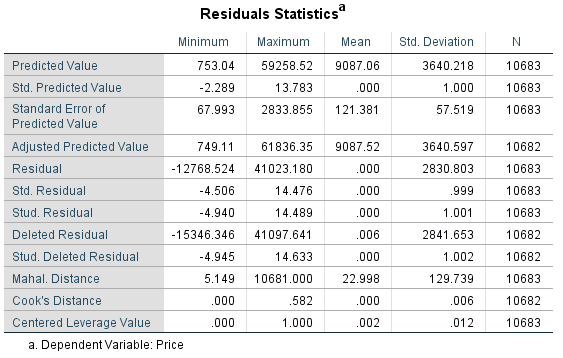 Residuals Statisticsa
Minimum Maximum Mean Std. Deviation N
Predicted Value 753.04 59258.52 9087.06 3640.218 10683
Std. Predicted Value -2.289 13.783 .000 1.000 10683
Standard Error of 67.993 2833.855 121.381 57.519 10683
Predicted Value
Adjusted Predicted Value 749.11 61836.35 9087.52 3640.597 10682
Residual -12768.524 41023.180 .000 2830.803 10683
Std. Residual -4.506 14.476 .000 .999 10683
Stud. Residual -4.940 14.489 .000 1.001 10683
Deleted Residual -15346.346 41097.641 .006 2841.653 10682
Stud. Deleted Residual -4.945 14.633 .000 1.002 10682
Mahal. Distance 5.149 10681.000 22.998 129.739 10683
Cook's Distance .000 .582 .000 .006 10682
Centered Leverage Value .000 1.000 .002 .012 10683
a. Dependent Variable: Price